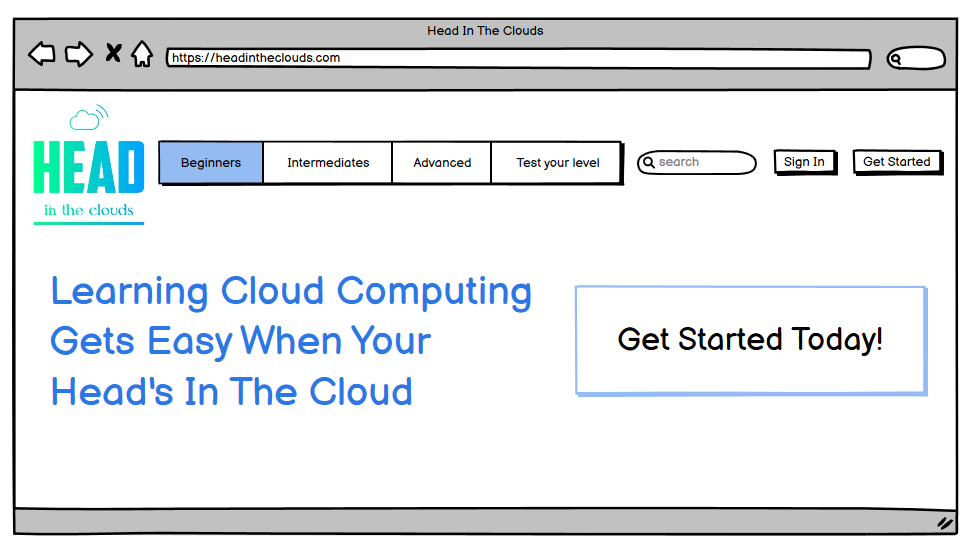 Head In The Clouds
https://headintheclouds.com
HEAD
in the clouds
Beginners
Intermediates
Advanced
Test your level
search
Sign In
Get Started
Learning Cloud Computing
Gets Easy When Your
Head's In The Cloud
Get Started Today!